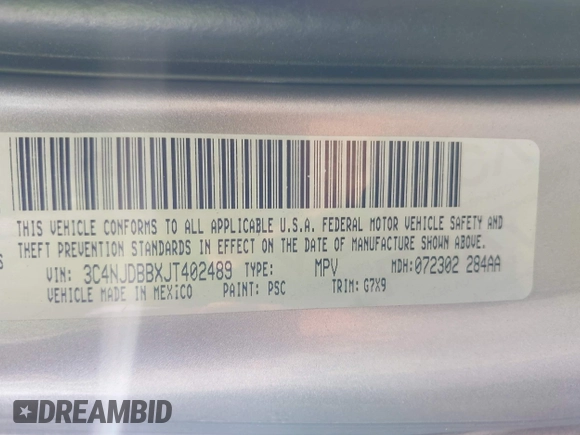 THIS VEHICLE CONFORMS TO ALL APPLICABLE U.S.A. FEDERAL MOTOR VEHICLE SAFETY AND
THEFT PREVENTION STANDARDS IN EFFECT ON THE DATE OF MANUFACTURE SHOWN ABOVE.
VIN: 3C4NJDBBXJT402489 TYPE: MPV MDH:072302 284AA
VEHICLE MADE IN MEXICO PAINT: PSC TRIM: G7X9
DREAMBID